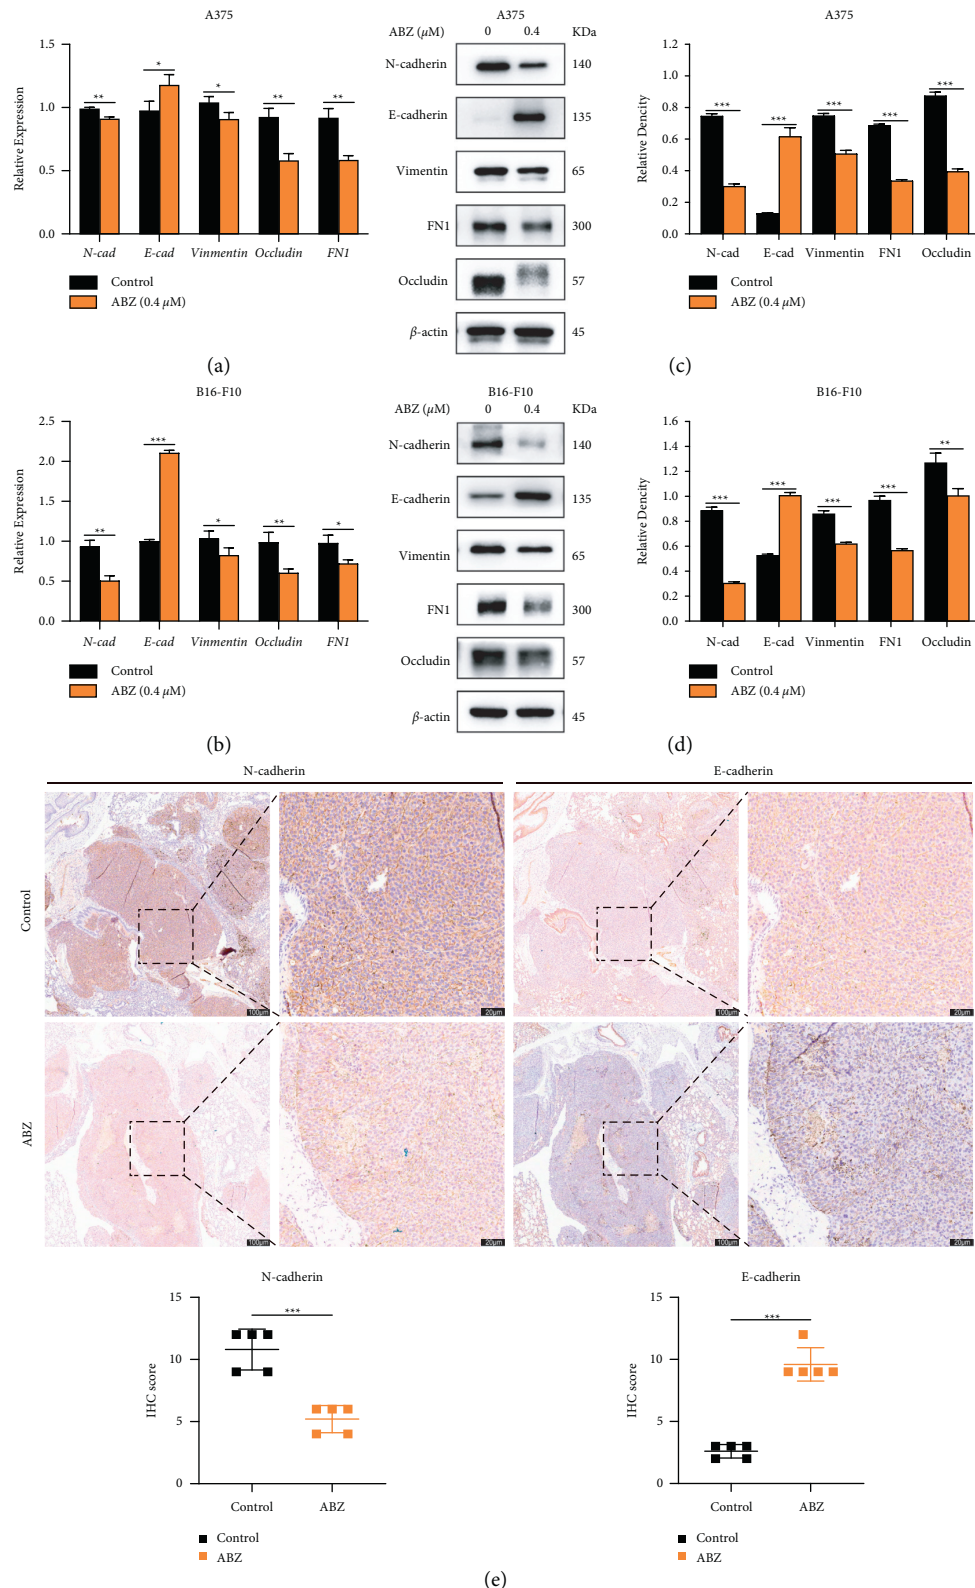 A375
Relative Expression
1.5
1.0
0.5
0.0
** * * ** **
N-cad E-cad Vinmentin Occludin FN1
Control
ABZ (0.4 μM)
(a)
A375
ABZ (μM) 0 0.4 KDa
N-cadherin 140
E-cadherin 135
Vimentin 65
FN1 300
Occludin 57
β-actin 45
A375
Relative Dencity
1.0
0.8
0.6
0.4
0.2
0.0
*** *** *** *** ***
N-cad E-cad Vinmentin FN1 Occludin
Control
ABZ (0.4 μM)
(c)
B16-F10
Relative Expression
2.5
2.0
1.5
1.0
0.5
0.0
** *** * ** *
N-cad E-cad Vinmentin Occludin FN1
Control
ABZ (0.4 μM)
(b)
B16-F10
ABZ (μM) 0 0.4 KDa
N-cadherin 140
E-cadherin 135
Vimentin 65
FN1 300
Occludin 57
β-actin 45
B16-F10
Relative Dencity
1.6
1.4
1.2
1.0
0.8
0.6
0.4
0.2
0.0
*** *** *** *** **
N-cad E-cad Vinmentin FN1 Occludin
Control
ABZ (0.4 μM)
(d)
N-cadherin E-cadherin
Control
100μm 20μm 100μm 20μm
ABZ
100μm 20μm 100μm 20μm
N-cadherin
IHC score
15
10
5
0
***
Control ABZ
Control
ABZ
E-cadherin
IHC score
15
10
5
0
***
Control ABZ
Control
ABZ
(e)